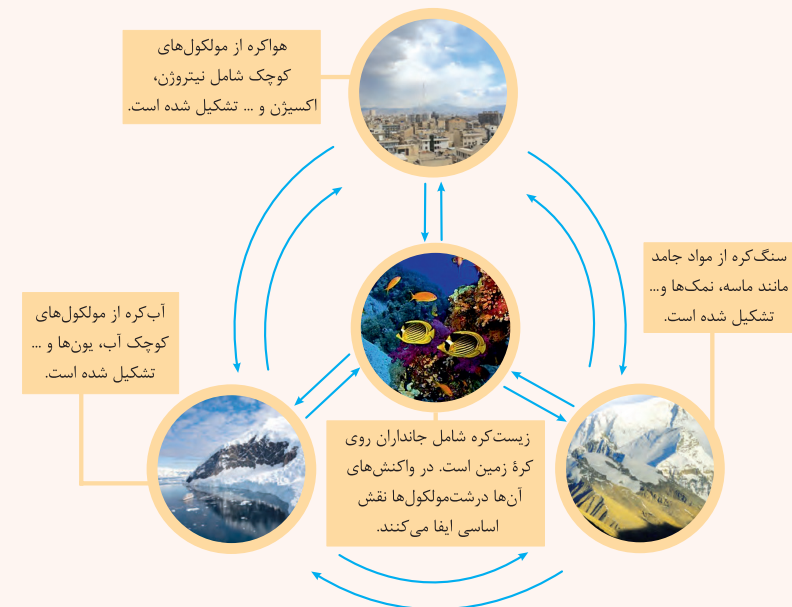 هواکره از مولکول‌های
کوچک شامل نیتروژن،
اکسیژن و ... تشکیل شده است.
سنگ‌کره از مواد جامد
مانند ماسه، نمک‌ها و...
تشکیل شده است.
آب‌کره از مولکول‌های
کوچک آب، یون‌ها و ...
تشکیل شده است.
زیست‌کره شامل جانداران روی
کرۀ زمین است. در واکنش‌های
آن‌ها درشت‌مولکول‌ها نقش
اساسی ایفا می‌کنند.